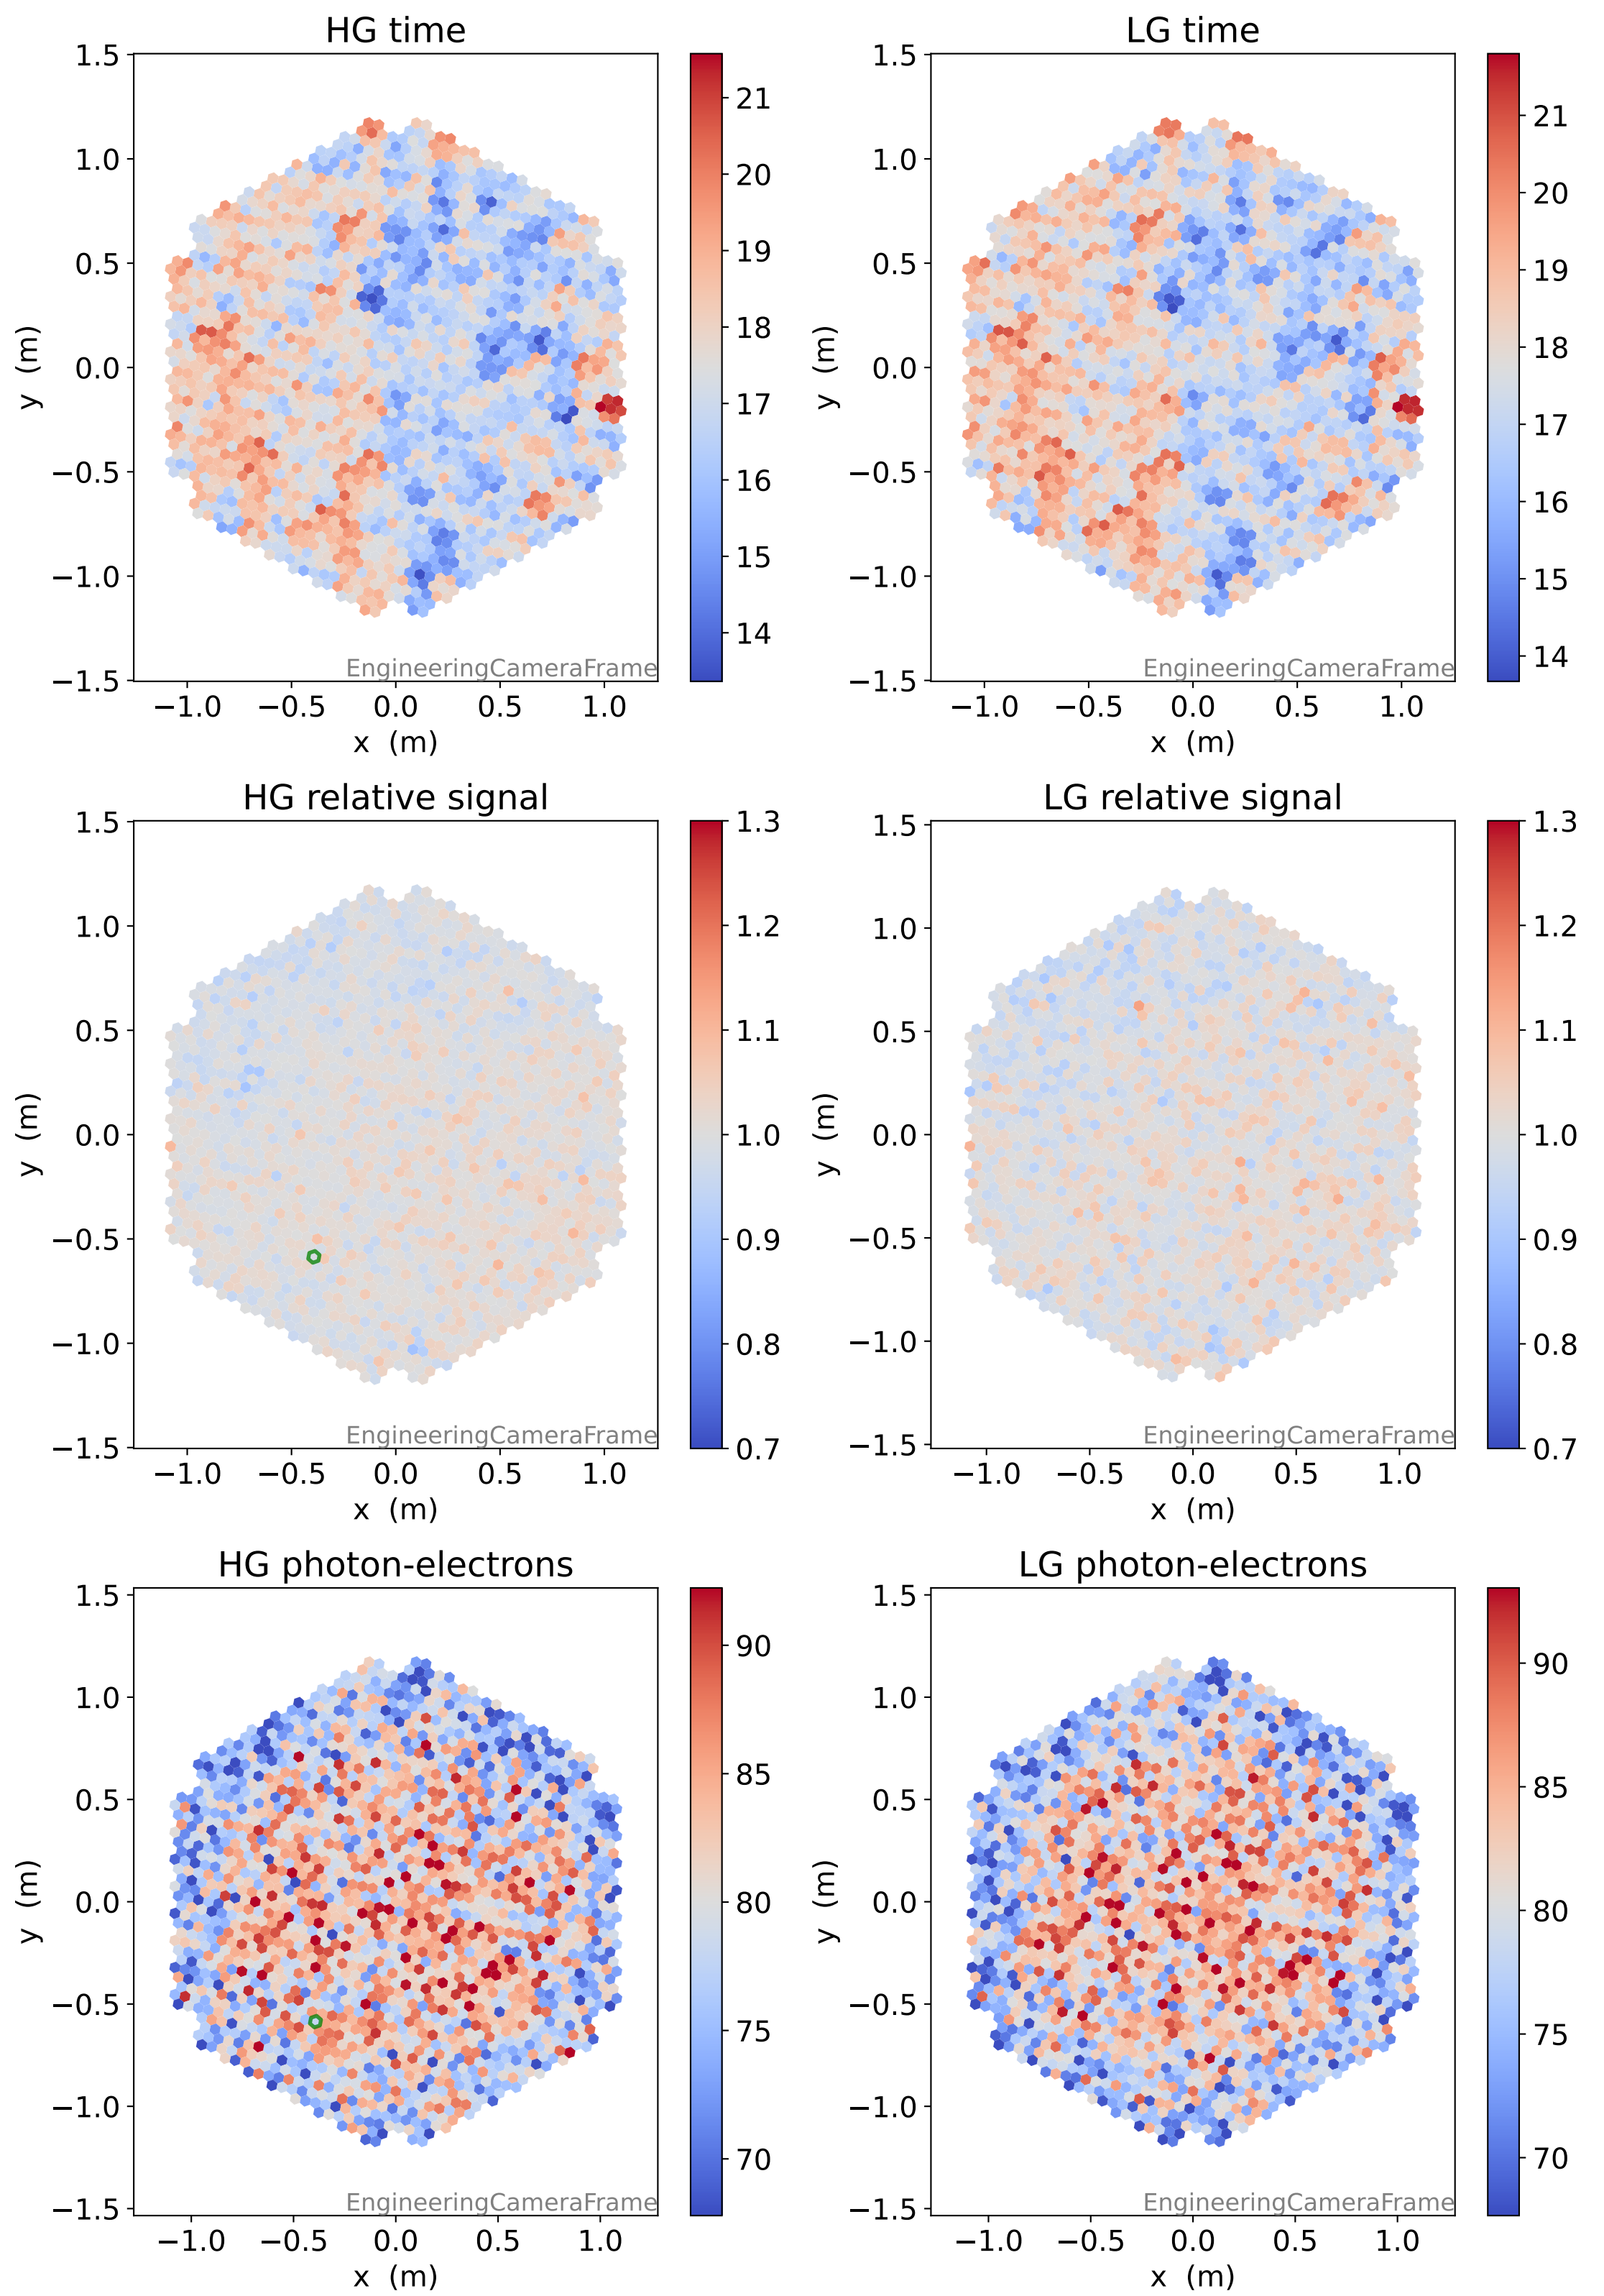 HG time
1.5
1.0
0.5
0.0
−0.5
−1.0
−1.5
y (m)
−1.0 −0.5 0.0 0.5 1.0
x (m)
EngineeringCameraFrame
21
20
19
18
17
16
15
14
LG time
1.5
1.0
0.5
0.0
−0.5
−1.0
−1.5
y (m)
−1.0 −0.5 0.0 0.5 1.0
x (m)
EngineeringCameraFrame
21
20
19
18
17
16
15
14
HG relative signal
1.5
1.0
0.5
0.0
−0.5
−1.0
−1.5
y (m)
−1.0 −0.5 0.0 0.5 1.0
x (m)
EngineeringCameraFrame
1.3
1.2
1.1
1.0
0.9
0.8
0.7
LG relative signal
1.5
1.0
0.5
0.0
−0.5
−1.0
−1.5
y (m)
−1.0 −0.5 0.0 0.5 1.0
x (m)
EngineeringCameraFrame
1.3
1.2
1.1
1.0
0.9
0.8
0.7
HG photon-electrons
1.5
1.0
0.5
0.0
−0.5
−1.0
−1.5
y (m)
−1.0 −0.5 0.0 0.5 1.0
x (m)
EngineeringCameraFrame
90
85
80
75
70
LG photon-electrons
1.5
1.0
0.5
0.0
−0.5
−1.0
−1.5
y (m)
−1.0 −0.5 0.0 0.5 1.0
x (m)
EngineeringCameraFrame
90
85
80
75
70